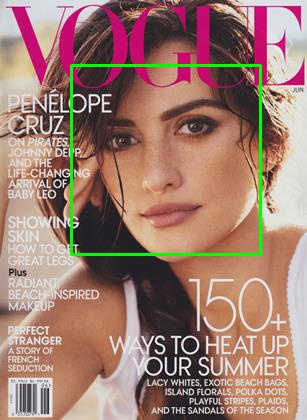 VOGUE
JUN
PENÉLOPE
CRUZ
ON PIRATES,
JOHNNY DEPP,
AND THE
LIFE-CHANGING
ARRIVAL OF
BABY LEO
SHOWING
SKIN
HOW TO GET
GREAT LEGS
Plus
RADIANT,
BEACH-INSPIRED
MAKEUP
PERFECT
STRANGER
A STORY OF
FRENCH
SEDUCTION
150+
WAYS TO HEAT UP
YOUR SUMMER
LACY WHITES, EXOTIC BEACH BAGS,
ISLAND FLORALS, POLKA DOTS,
PLAYFUL STRIPES, PLAIDS,
AND THE SANDALS OF THE SEASON